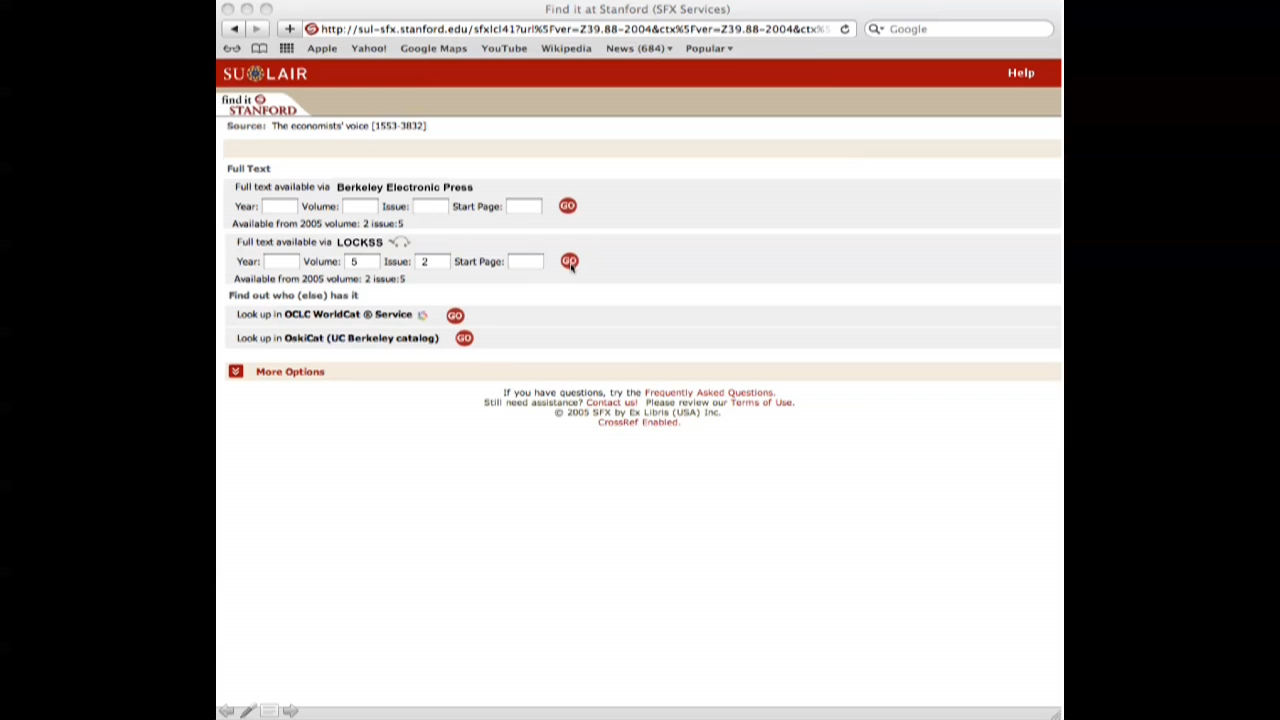 Find it at Stanford (SFX Services)
http://sul-sfx.stanford.edu/sfxlcl41?url%5Fver=Z39.88-2004&ctx%5Fver=Z39.88-2004&ctx%5
Google
Apple Yahoo! Google Maps YouTube Wikipedia News (684) Popular
SULAIR Help
find it
STANFORD
Source: The economists' voice [1553-3832]
Full Text
Full text available via Berkeley Electronic Press
Year: Volume: Issue: Start Page: GO
Available from 2005 volume: 2 issue:5
Full text available via LOCKSS
Year: Volume: 5 Issue: 2 Start Page: GO
Available from 2005 volume: 2 issue:5
Find out who (else) has it
Look up in OCLC WorldCat ® Service GO
Look up in OskiCat (UC Berkeley catalog) GO
More Options
If you have questions, try the Frequently Asked Questions.
Still need assistance? Contact us! Please review our Terms of Use.
© 2005 SFX by Ex Libris (USA) Inc.
CrossRef Enabled.